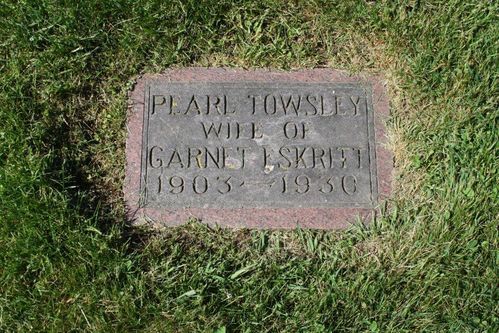 PEARL TOWSLEY
WIFE OF
GARNET ESKRITT
1903 - 1930